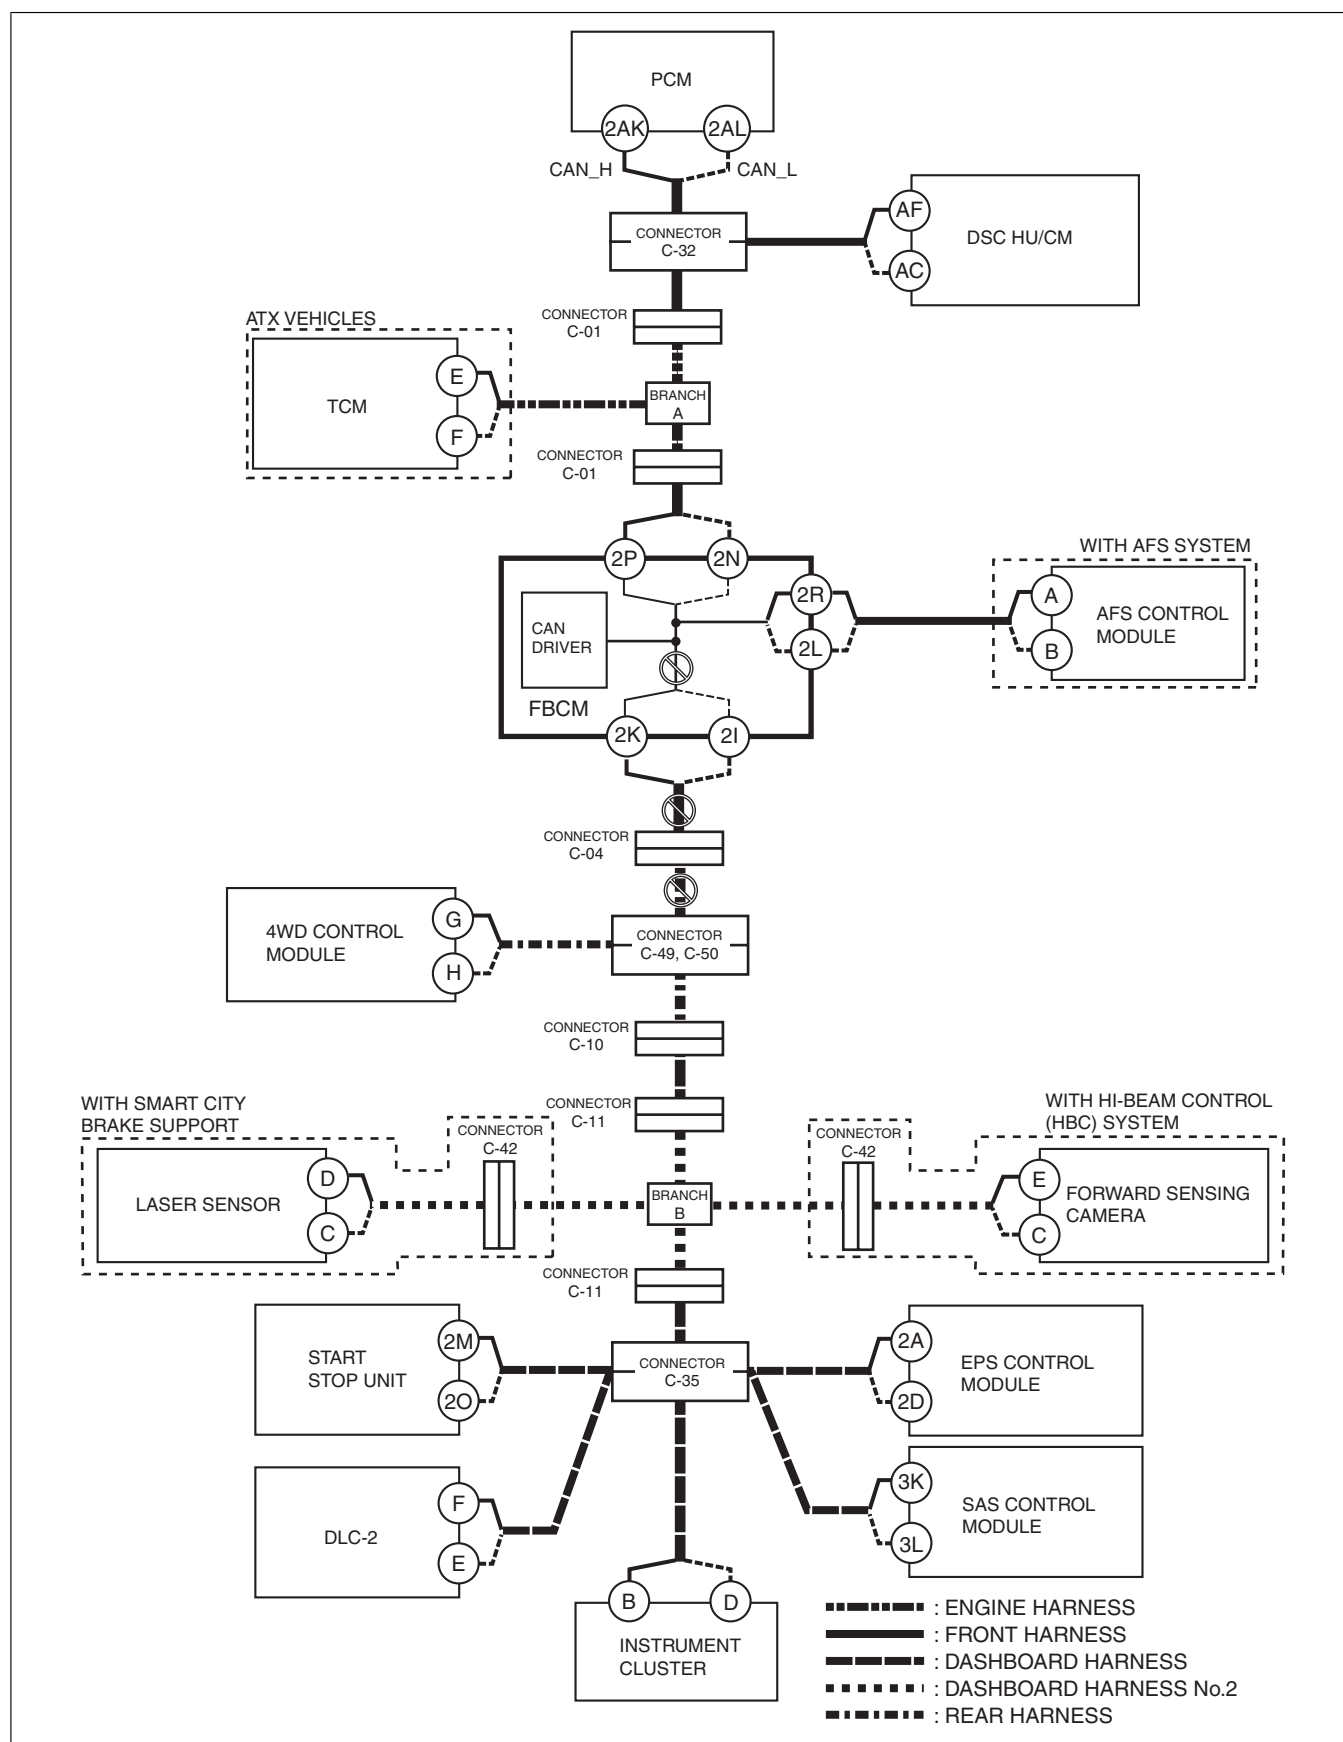 PCM
2AK
2AL
CAN_H
CAN_L
CONNECTOR
C-32
AF
AC
DSC HU/CM
CONNECTOR
C-01
ATX VEHICLES
TCM
E
F
BRANCH
A
CONNECTOR
C-01
2P
2N
2R
2L
CAN
DRIVER
FBCM
2K
2I
WITH AFS SYSTEM
A
B
AFS CONTROL
MODULE
CONNECTOR
C-04
4WD CONTROL
MODULE
G
H
CONNECTOR
C-49, C-50
CONNECTOR
C-10
CONNECTOR
C-11
WITH SMART CITY
BRAKE SUPPORT
LASER SENSOR
D
C
CONNECTOR
C-42
BRANCH
B
CONNECTOR
C-42
WITH HI-BEAM CONTROL
(HBC) SYSTEM
E
C
FORWARD SENSING
CAMERA
CONNECTOR
C-11
START
STOP UNIT
2M
2O
CONNECTOR
C-35
2A
2D
EPS CONTROL
MODULE
DLC-2
F
E
3K
3L
SAS CONTROL
MODULE
B
D
INSTRUMENT
CLUSTER
: ENGINE HARNESS
: FRONT HARNESS
: DASHBOARD HARNESS
: DASHBOARD HARNESS No.2
: REAR HARNESS